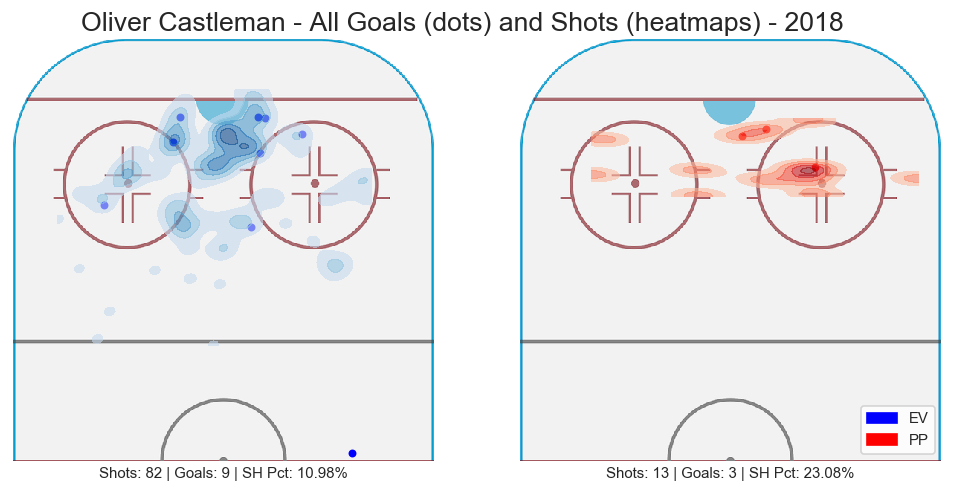 Oliver Castleman - All Goals (dots) and Shots (heatmaps) - 2018
EV
PP
Shots: 82 | Goals: 9 | SH Pct: 10.98%
Shots: 13 | Goals: 3 | SH Pct: 23.08%